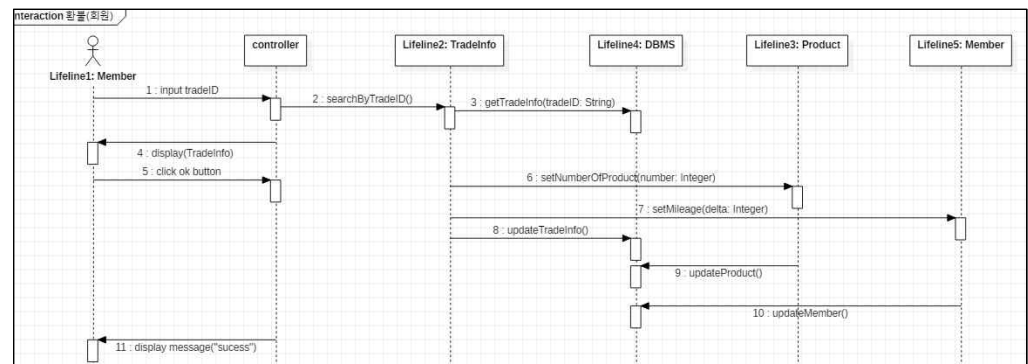 interaction 환불(회원)
controller
Lifeline2: TradeInfo
Lifeline4: DBMS
Lifeline3: Product
Lifeline5: Member
Lifeline1: Member
1 : input tradeID
2 : searchByTradeID()
3 : getTradeInfo(tradeID: String)
4 : display(TradeInfo)
5 : click ok button
6 : setNumberOfProduct(number: Integer)
7 : setMileage(delta: Integer)
8 : updateTradeInfo()
9 : updateProduct()
10 : updateMember()
11 : display message("sucess")